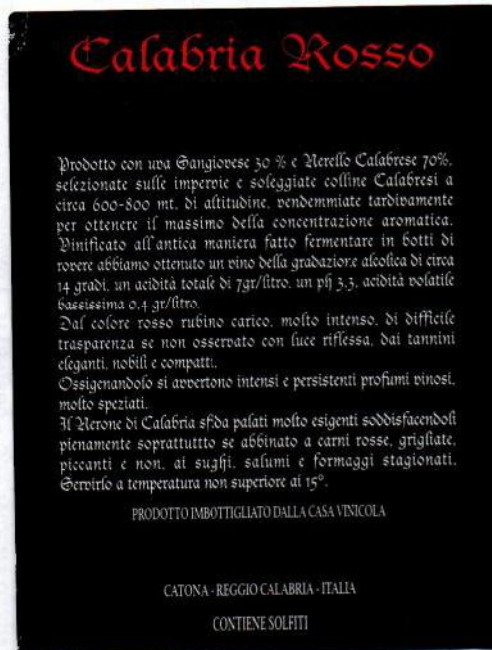 Calabria Rosso
Prodotto con uva Sangiovese 30 % e Nerello Calabrese 70%,
selezionate sulle impervie e soleggiate colline Calabresi a
circa 600-800 mt. di altitudine, vendemmiate tardivamente
per ottenere il massimo della concentrazione aromatica.
Vinificato all'antica maniera fatto fermentare in botti di
rovere abbiamo ottenuto un vino della gradazione alcolica di circa
14 gradi, un acidità totale di 7gr/litro, un ph 3,3, acidità volatile
bassissima 0,4 gr/litro.
Dal colore rosso rubino carico, molto intenso, di difficile
trasparenza se non osservato con luce riflessa, dai tannini
eleganti, nobili e compatti.
Ossigenandolo si avvertono intensi e persistenti profumi vinosi,
molto speziati.
Il Nerone di Calabria sfida palati molto esigenti soddisfacendoli
pienamente soprattuttto se abbinato a carni rosse, grigliate,
piccanti e non, ai sughi, salumi e formaggi stagionati.
Servirlo a temperatura non superiore ai 15°.
PRODOTTO IMBOTTIGLIATO DALLA CASA VINICOLA
CATONA - REGGIO CALABRIA - ITALIA
CONTIENE SOLFITI